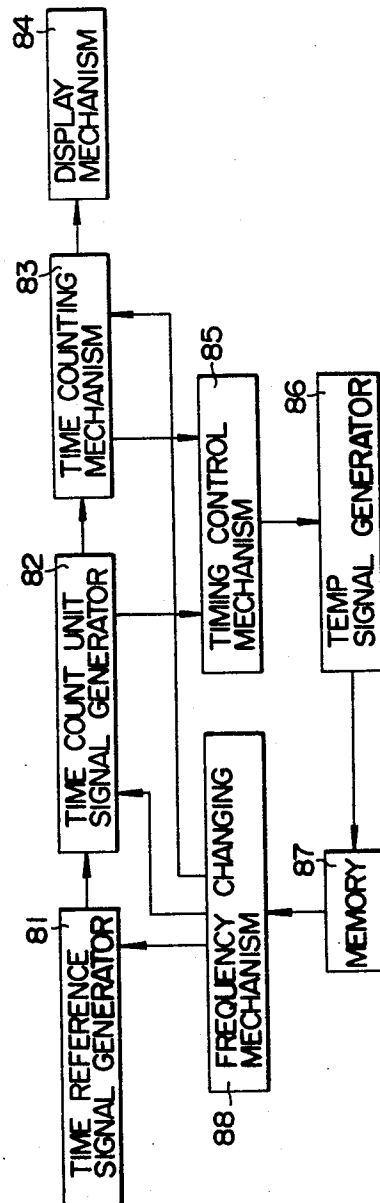 81
TIME REFERENCE
SIGNAL GENERATOR
82
TIME COUNT UNIT
SIGNAL GENERATOR
83
TIME COUNTING
MECHANISM
84
DISPLAY
MECHANISM
88
FREQUENCY CHANGING
MECHANISM
85
TIMING CONTROL
MECHANISM
87
MEMORY
86
TEMP
SIGNAL GENERATOR